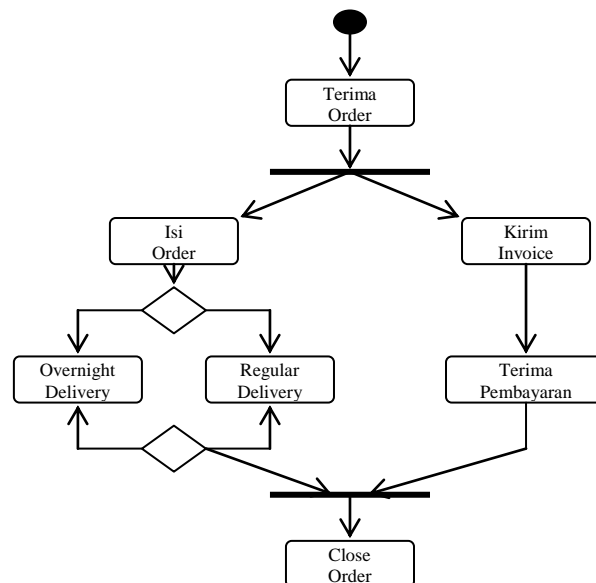 Terima
Order
Isi
Order
Kirim
Invoice
Overnight
Delivery
Regular
Delivery
Terima
Pembayaran
Close
Order